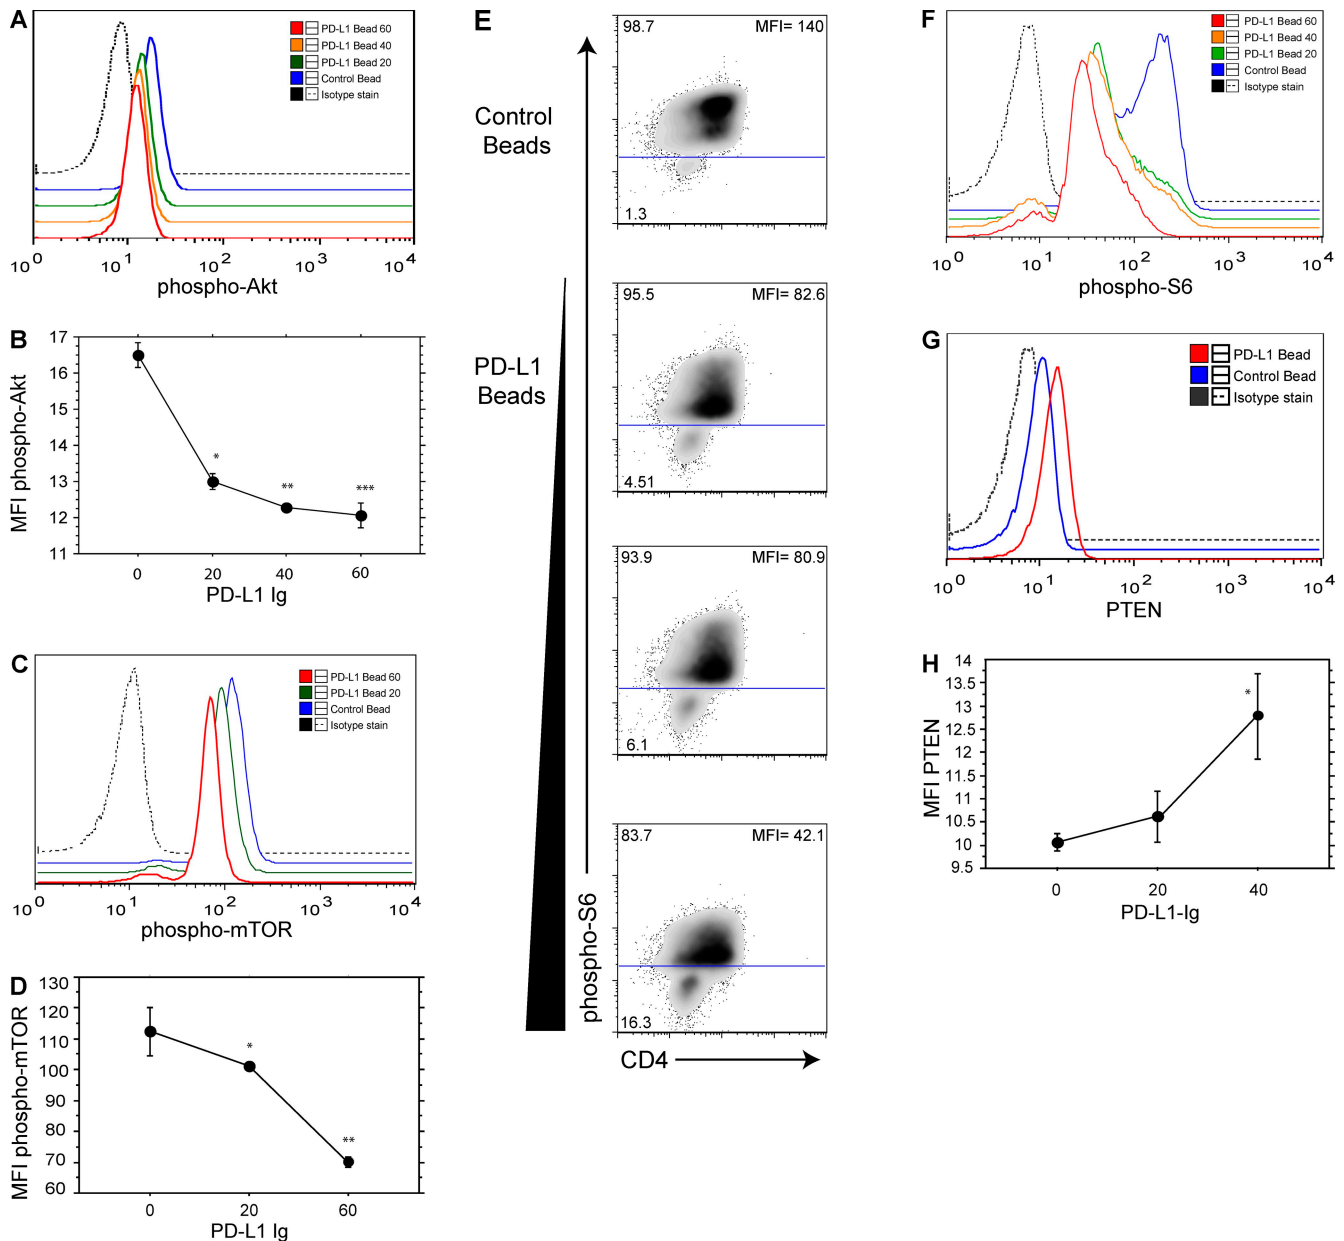 A
PD-L1 Bead 60
PD-L1 Bead 40
PD-L1 Bead 20
Control Bead
Isotype stain
10^0 10^1 10^2 10^3 10^4
phospho-Akt
B
17
16
15
14
13
12
11
MFI phospho-Akt
*
**
***
0 20 40 60
PD-L1 Ig
C
PD-L1 Bead 60
PD-L1 Bead 20
Control Bead
Isotype stain
10^0 10^1 10^2 10^3 10^4
phospho-mTOR
D
130
120
110
100
90
80
70
60
MFI phospho-mTOR
*
**
0 20 60
PD-L1 Ig
E
Control
Beads
98.7 MFI= 140
1.3
PD-L1
Beads
95.5 MFI= 82.6
4.51
93.9 MFI= 80.9
6.1
83.7 MFI= 42.1
16.3
phospho-S6
CD4
F
PD-L1 Bead 60
PD-L1 Bead 40
PD-L1 Bead 20
Control Bead
Isotype stain
10^0 10^1 10^2 10^3 10^4
phospho-S6
G
PD-L1 Bead
Control Bead
Isotype stain
10^0 10^1 10^2 10^3 10^4
PTEN
H
14
13.5
13
12.5
12
11.5
11
10.5
10
9.5
MFI PTEN
*
0 20 40
PD-L1-Ig